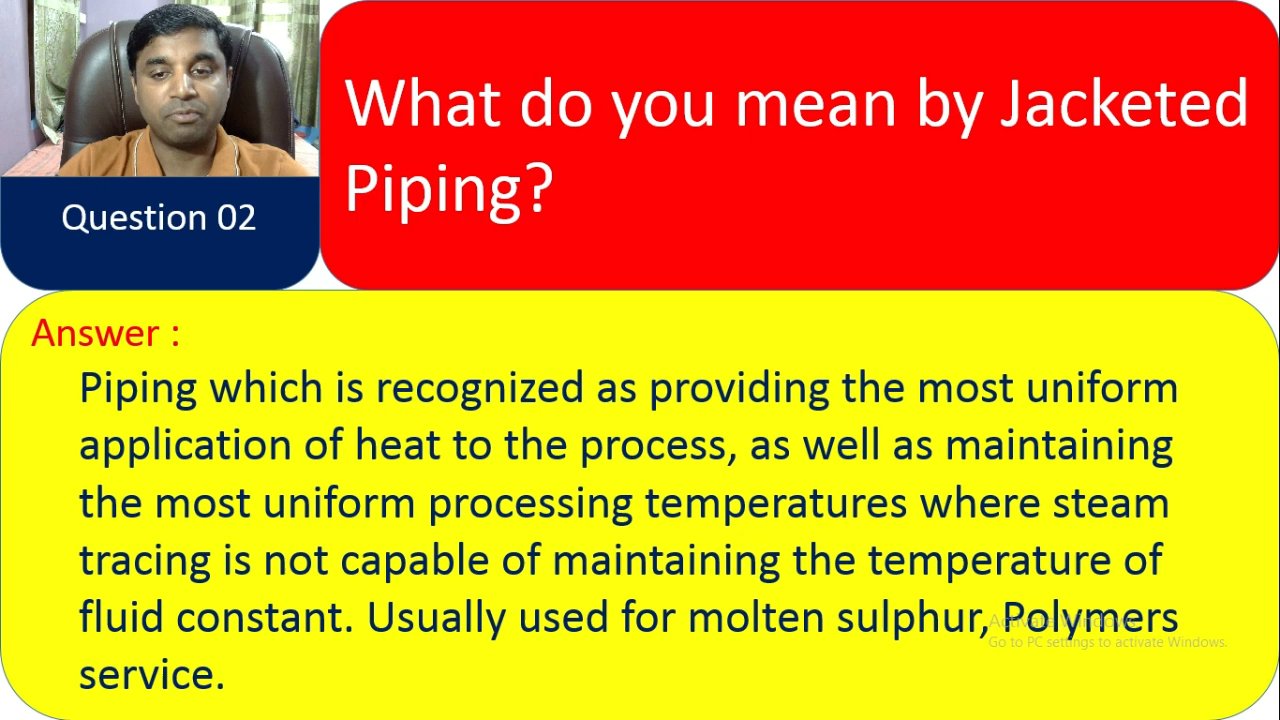 What do you mean by Jacketed
Piping?
Question 02
Answer :
Piping which is recognized as providing the most uniform
application of heat to the process, as well as maintaining
the most uniform processing temperatures where steam
tracing is not capable of maintaining the temperature of
fluid constant. Usually used for molten sulphur, Polymers
service.
Activate Windows
Go to PC settings to activate Windows.